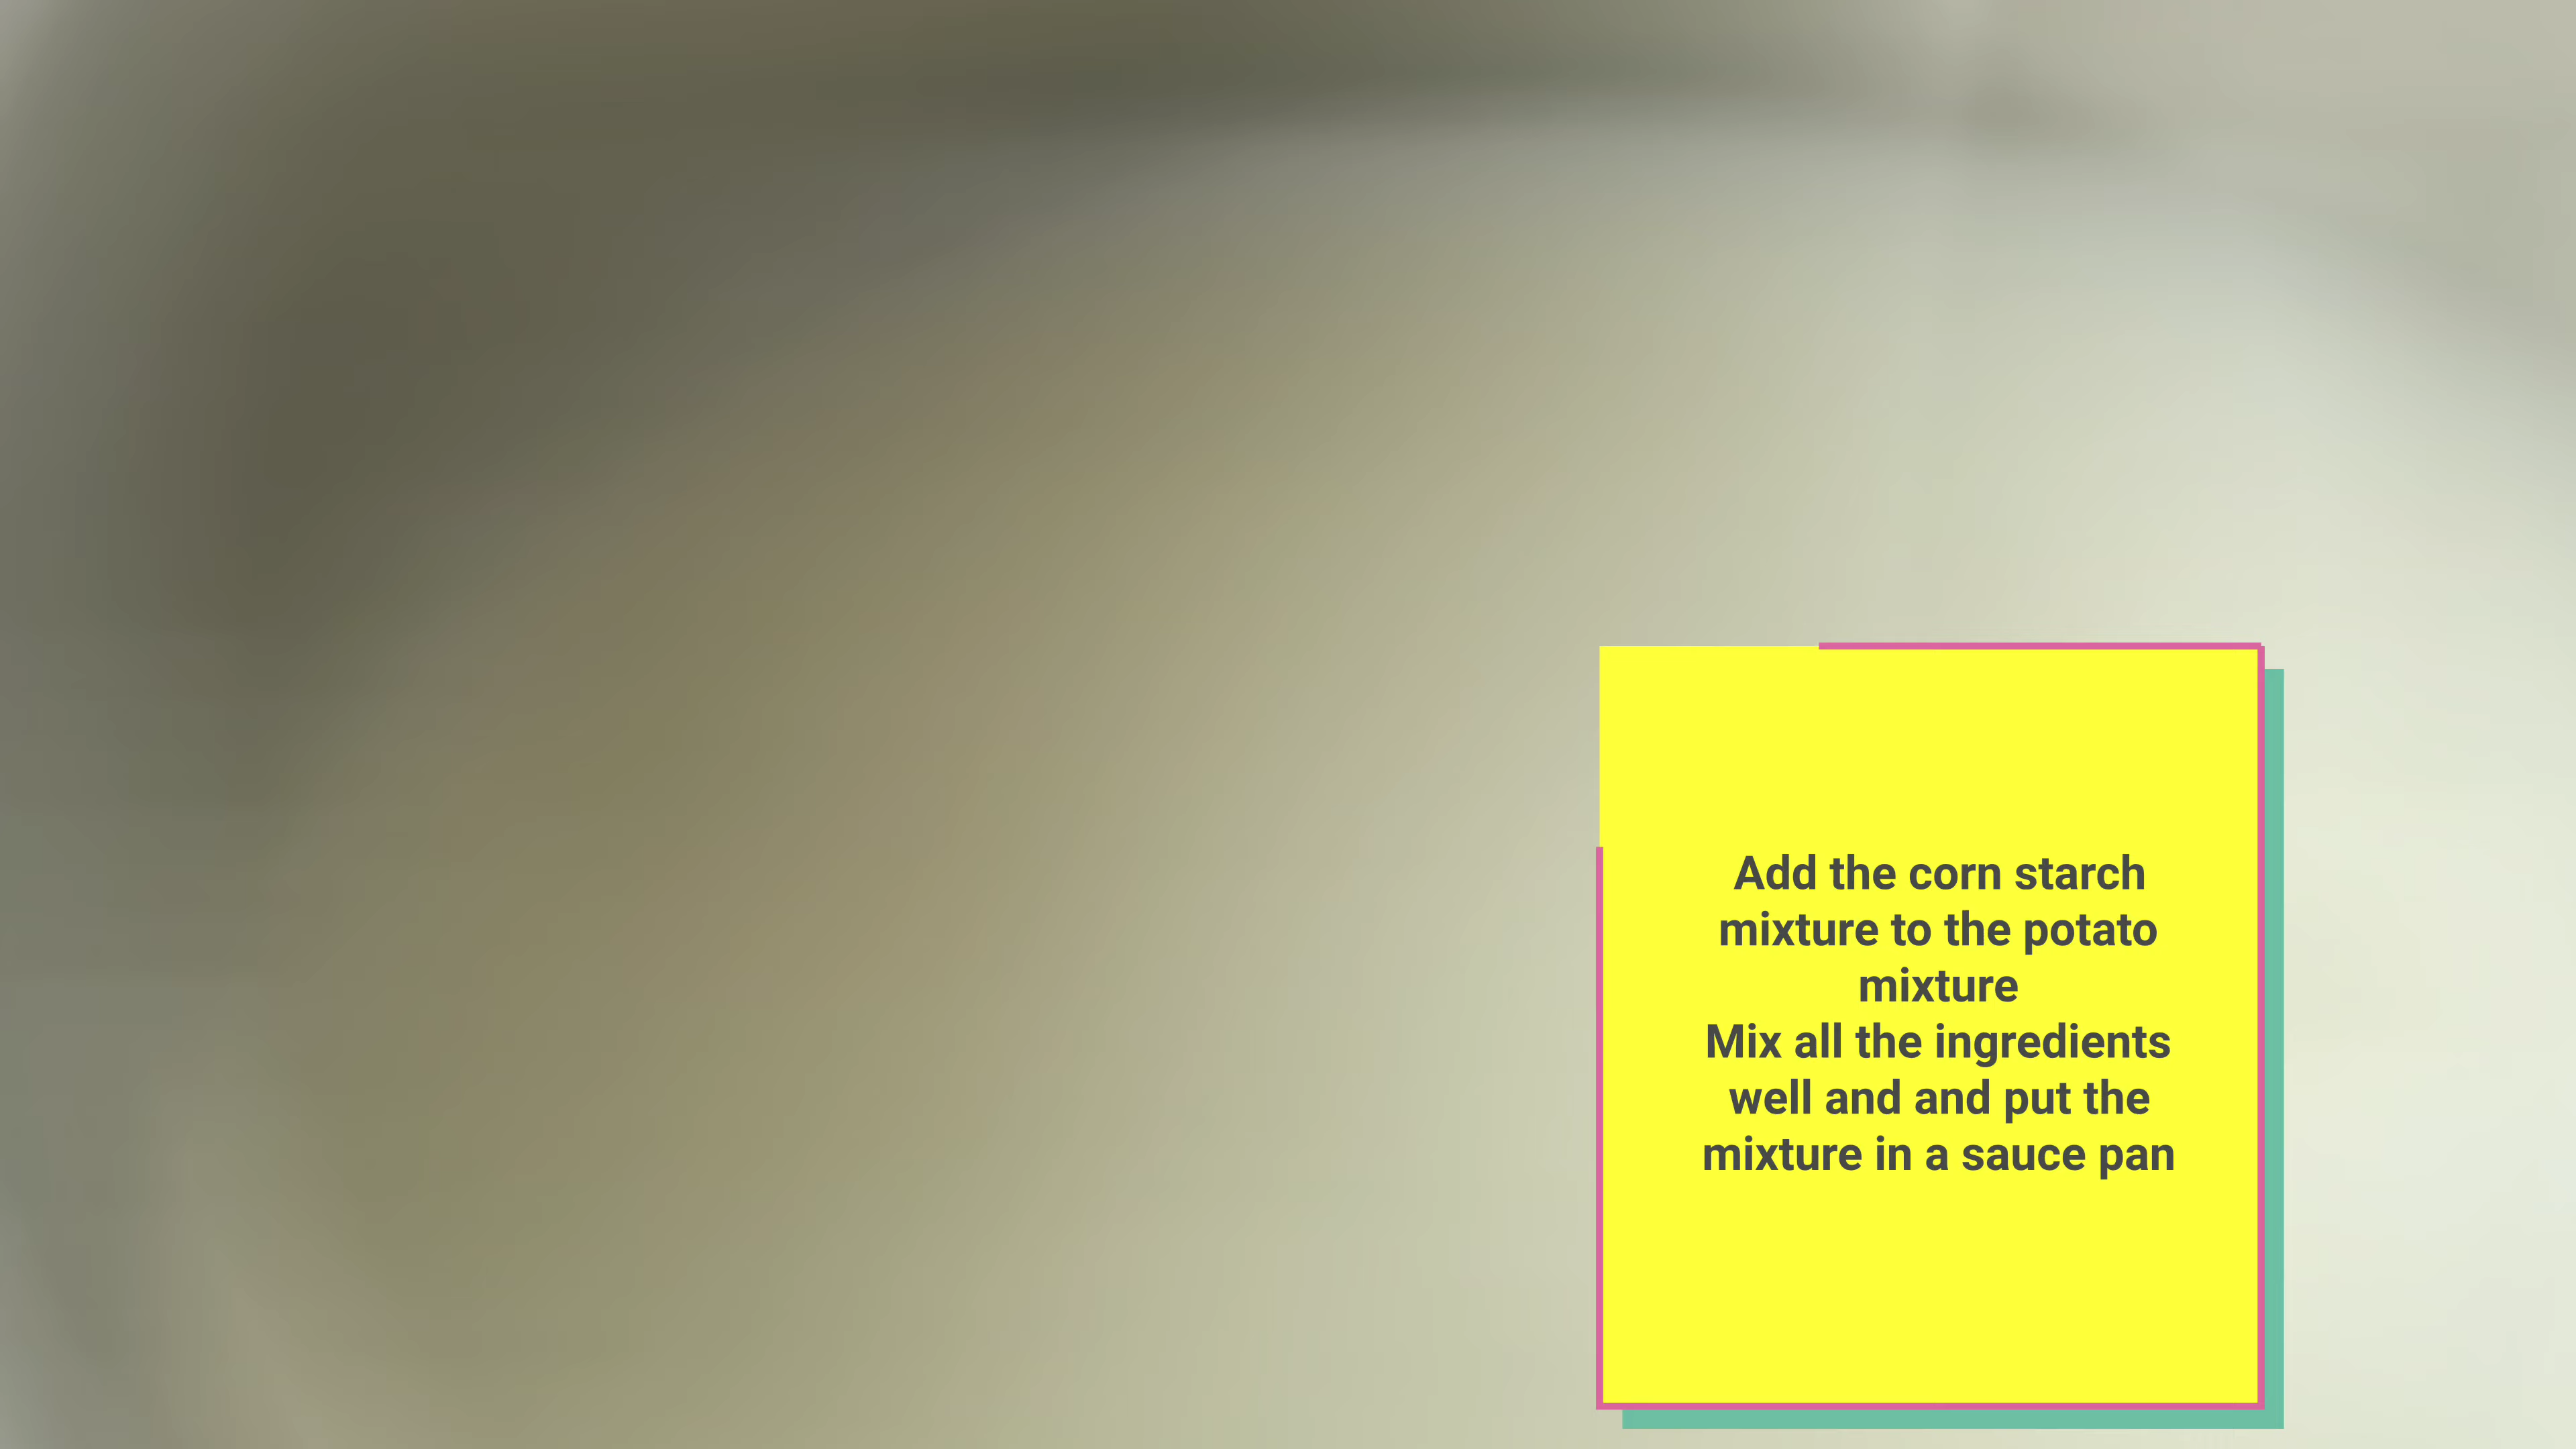 Add the corn starch
mixture to the potato
mixture
Mix all the ingredients
well and and put the
mixture in a sauce pan